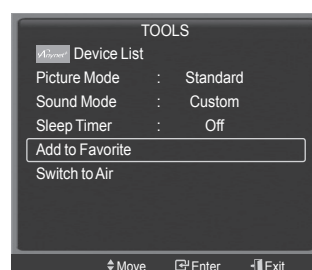 TOOLS
Anynet+ Device List
Picture Mode : Standard
Sound Mode : Custom
Sleep Timer : Off
Add to Favorite
Switch to Air
Move Enter Exit